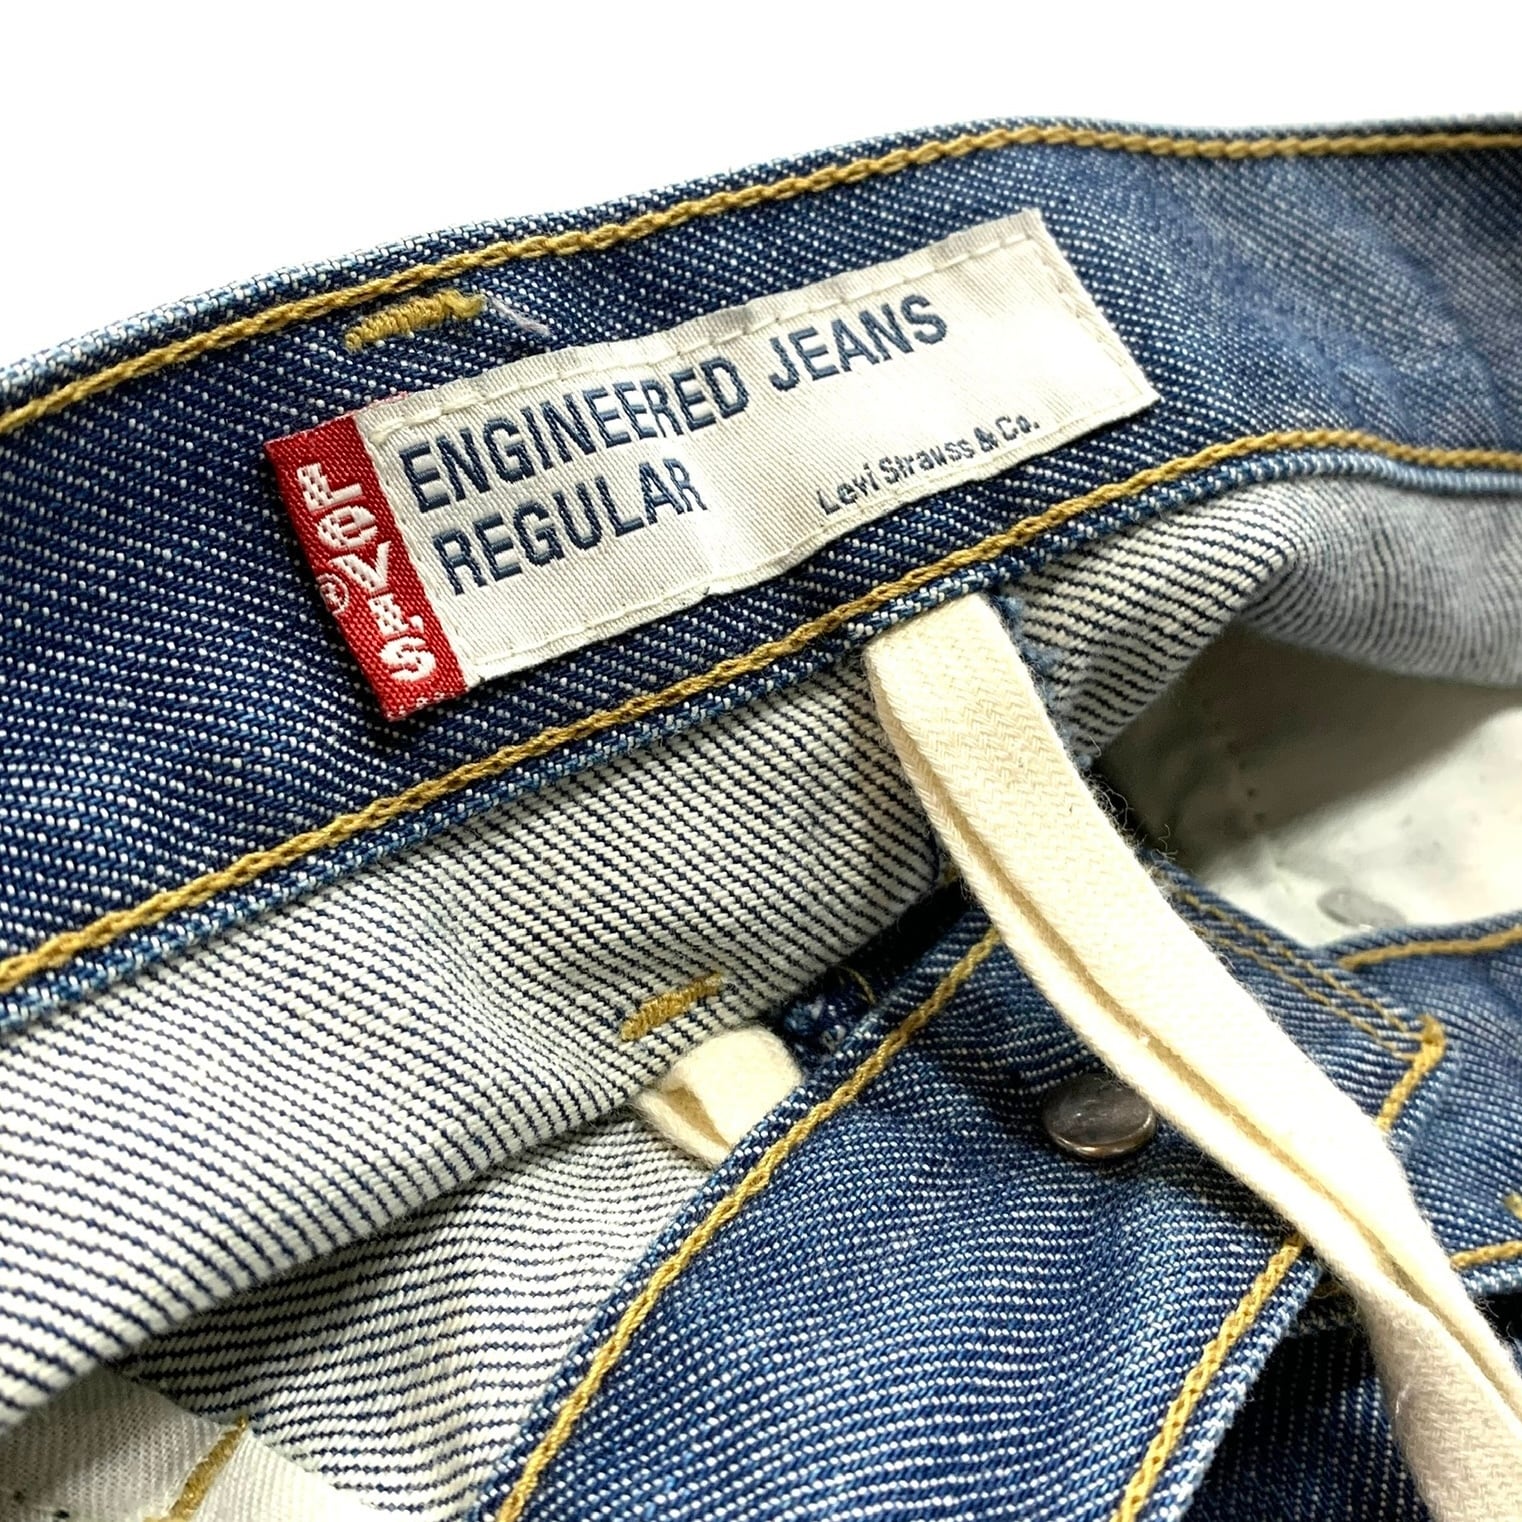 LEVI'S®
ENGINEERED JEANS
REGULAR
Levi Strauss & Co.